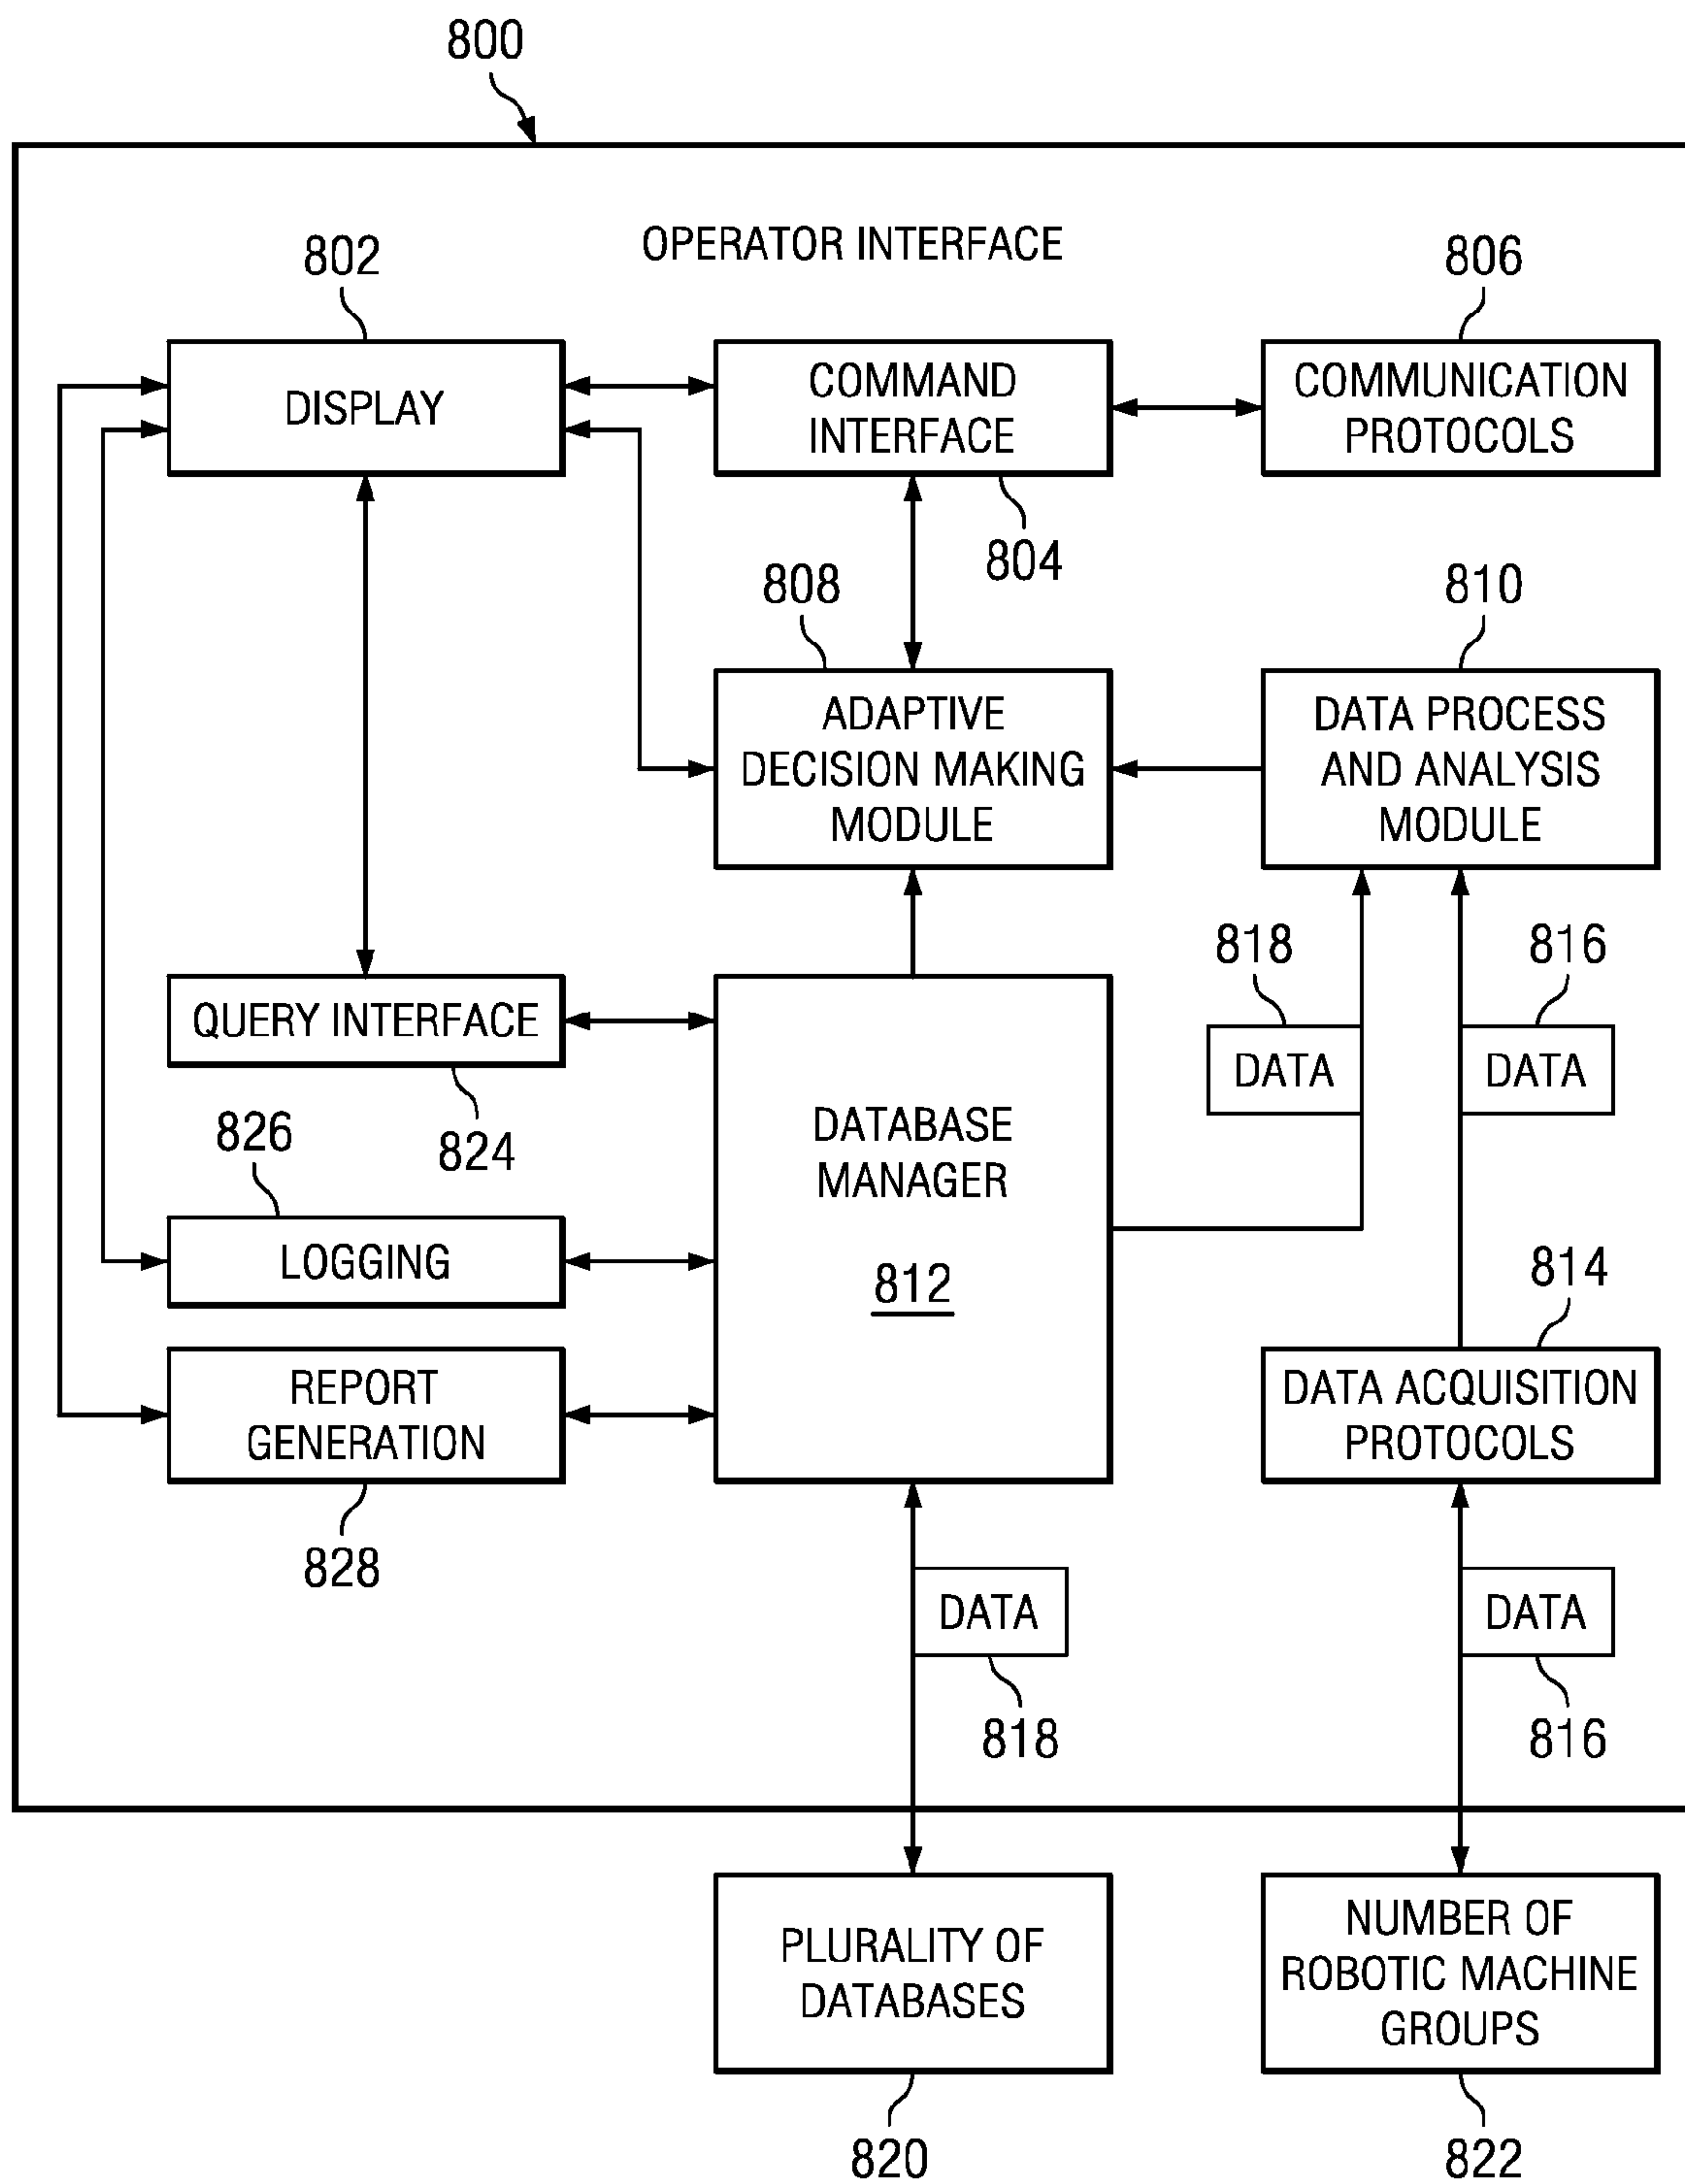 800
OPERATOR INTERFACE
802
806
DISPLAY
COMMAND
INTERFACE
COMMUNICATION
PROTOCOLS
804
808
810
ADAPTIVE
DECISION MAKING
MODULE
DATA PROCESS
AND ANALYSIS
MODULE
818
816
QUERY INTERFACE
DATA
DATA
824
826
DATABASE
MANAGER
812
LOGGING
814
REPORT
GENERATION
DATA ACQUISITION
PROTOCOLS
828
DATA
DATA
818
816
PLURALITY OF
DATABASES
NUMBER OF
ROBOTIC MACHINE
GROUPS
820
822